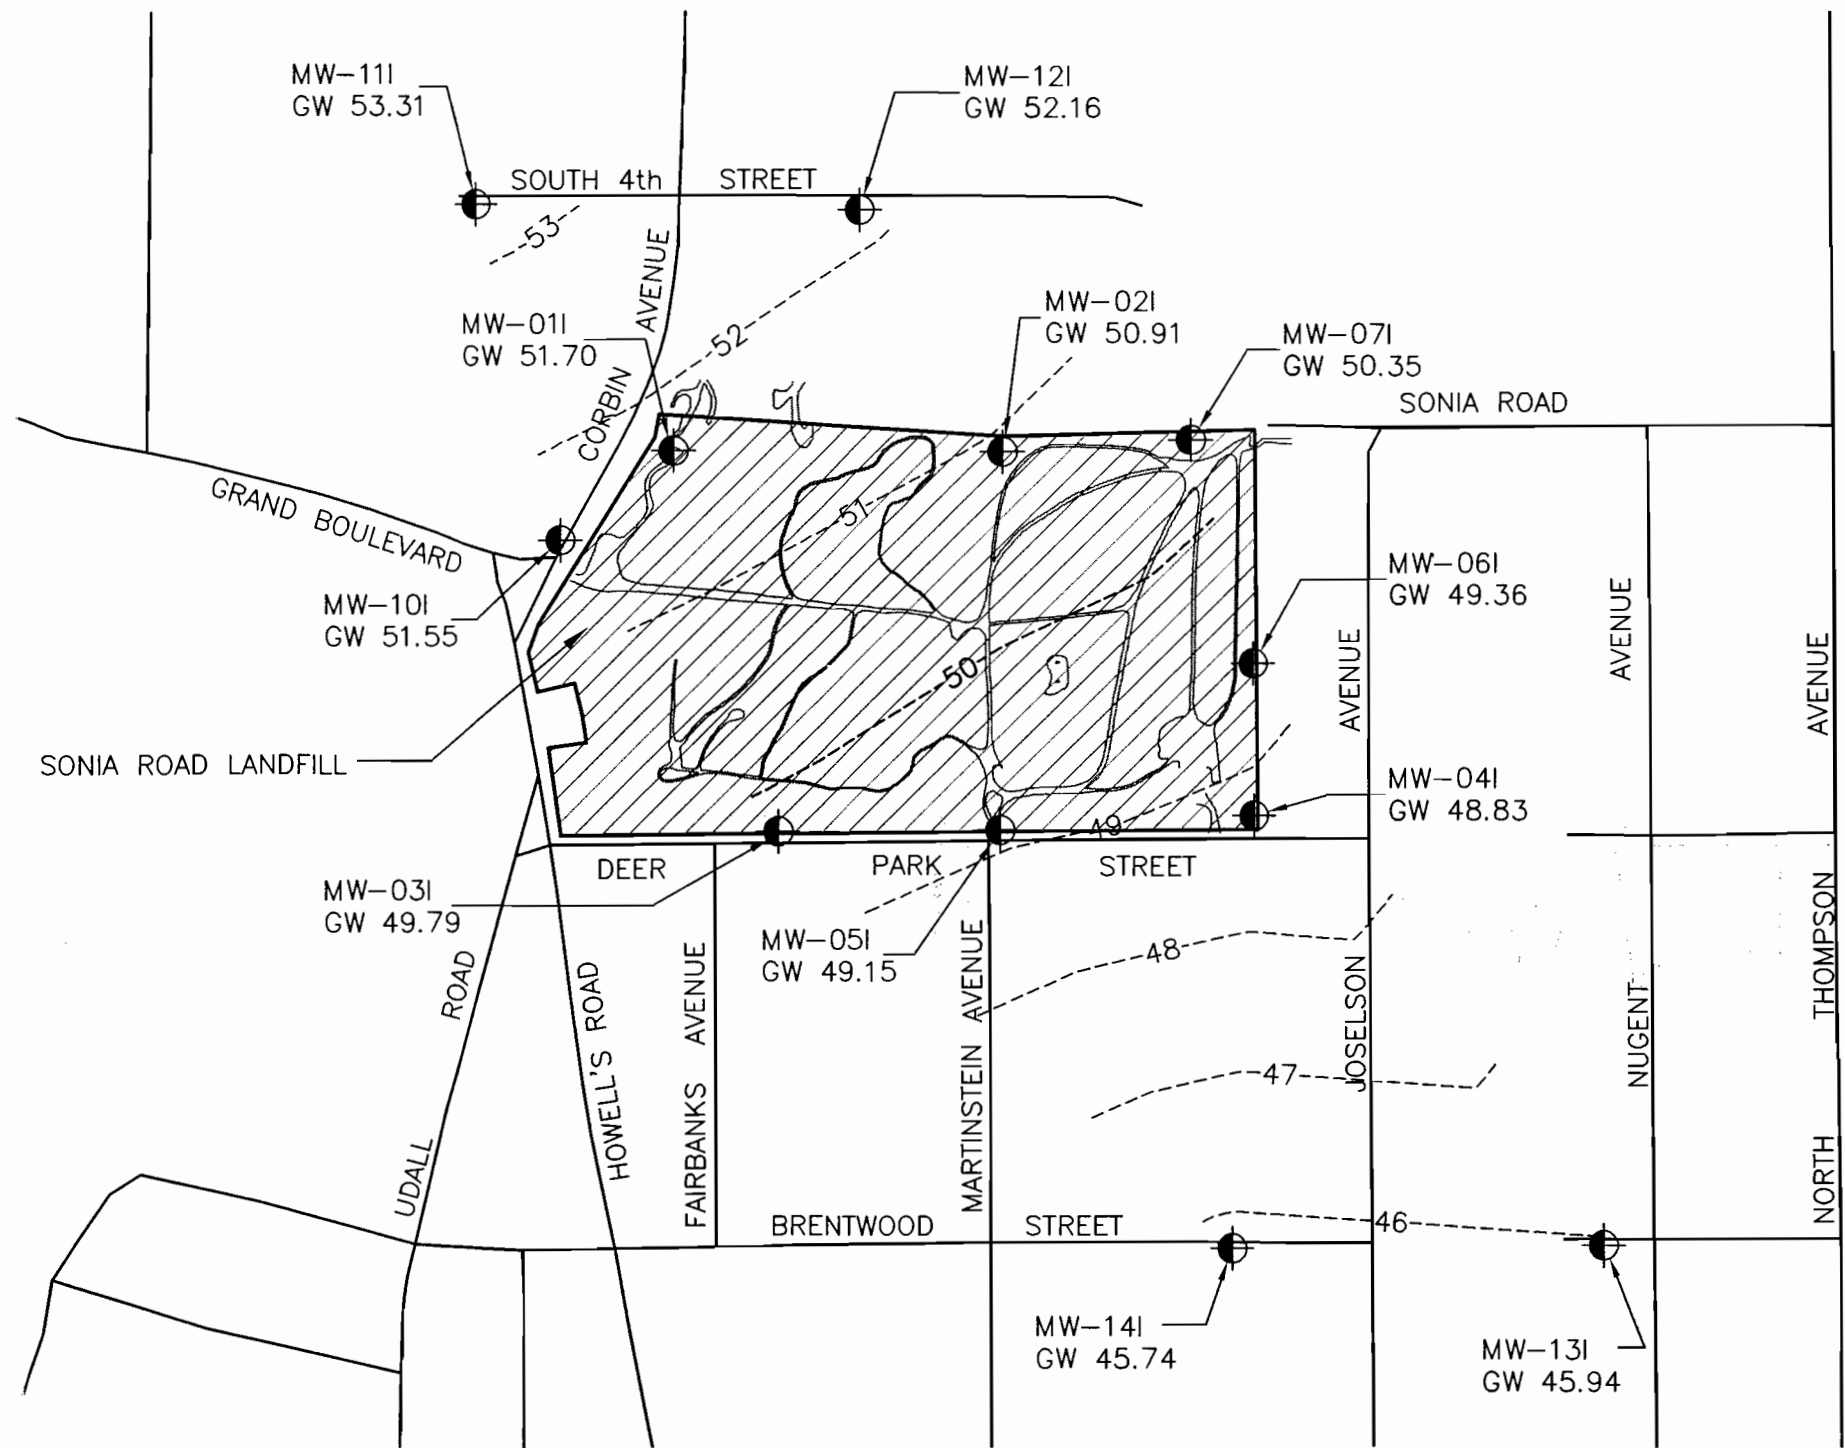 MW-11I
GW 53.31
MW-12I
GW 52.16
SOUTH 4th STREET
53
AVENUE
CORBIN
52
MW-01I
GW 51.70
MW-02I
GW 50.91
MW-07I
GW 50.35
SONIA ROAD
GRAND BOULEVARD
51
MW-10I
GW 51.55
MW-06I
GW 49.36
50
AVENUE
AVENUE
AVENUE
SONIA ROAD LANDFILL
MW-04I
GW 48.83
49
DEER PARK STREET
MW-03I
GW 49.79
MW-05I
GW 49.15
48
UDALL ROAD
HOWELL'S ROAD
FAIRBANKS AVENUE
MARTINSTEIN AVENUE
JOSELSON
NUGENT
NORTH THOMPSON
47
BRENTWOOD STREET
46
MW-14I
GW 45.74
MW-13I
GW 45.94